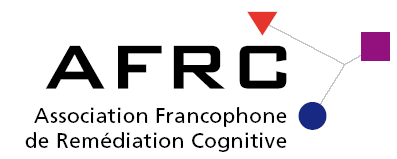 AFRC
Association Francophone
de Remédiation Cognitive